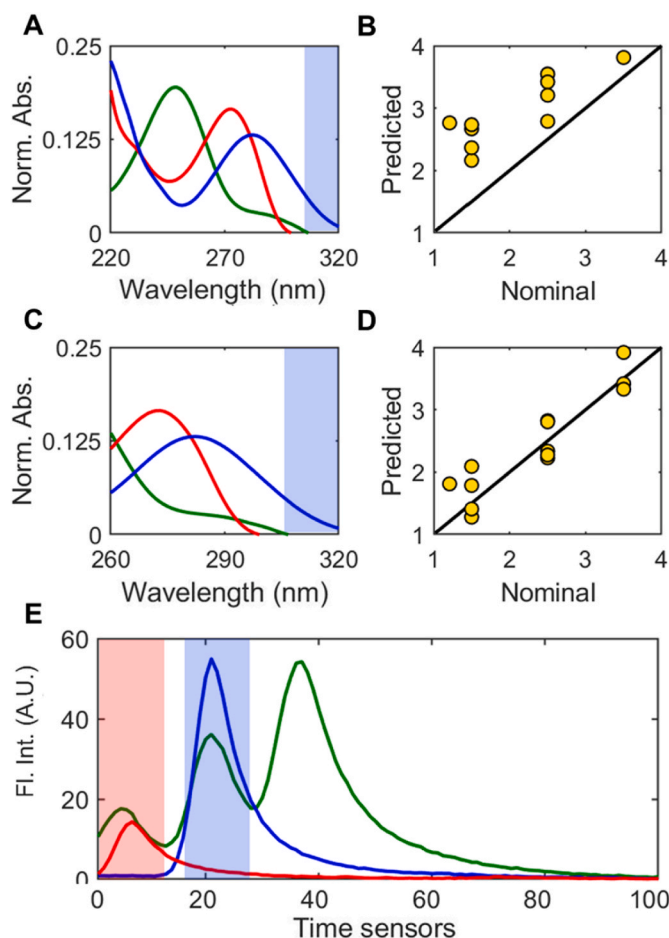 A
B
0.25
0.125
0
Norm. Abs.
220
270
320
Wavelength (nm)
4
3
2
1
Predicted
1
2
3
4
Nominal
C
D
0.25
0.125
0
Norm. Abs.
260
290
320
Wavelength (nm)
4
3
2
1
Predicted
1
2
3
4
Nominal
E
60
40
20
0
Fl. Int. (A.U.)
0
20
40
60
80
100
Time sensors